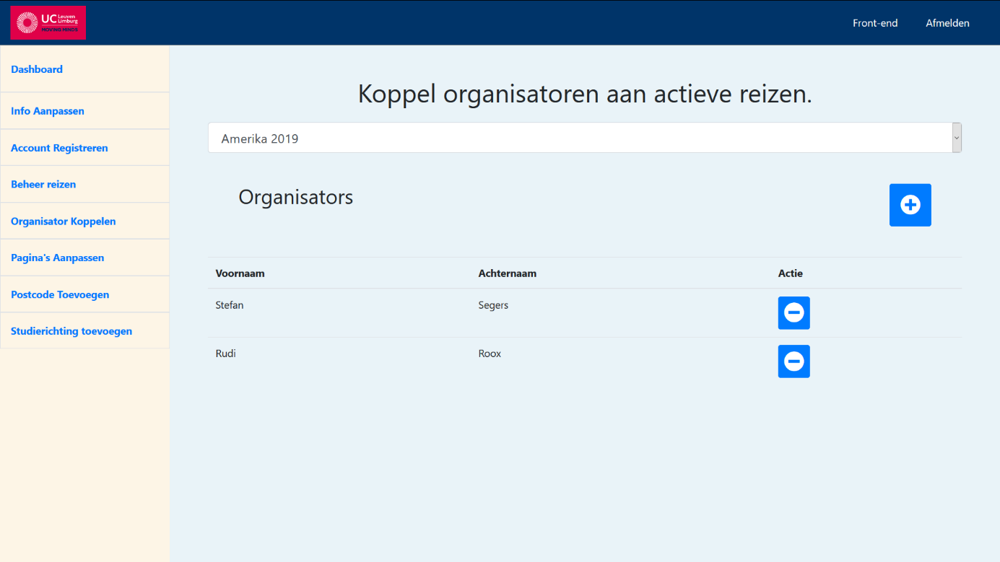 UC Leuven Limburg
MOVING MINDS
Front-end
Afmelden
Dashboard
Info Aanpassen
Account Registreren
Beheer reizen
Organisator Koppelen
Pagina's Aanpassen
Postcode Toevoegen
Studierichting toevoegen
Koppel organisatoren aan actieve reizen.
Amerika 2019
Organisators
Voornaam Achternaam Actie
Stefan Segers
Rudi Roox